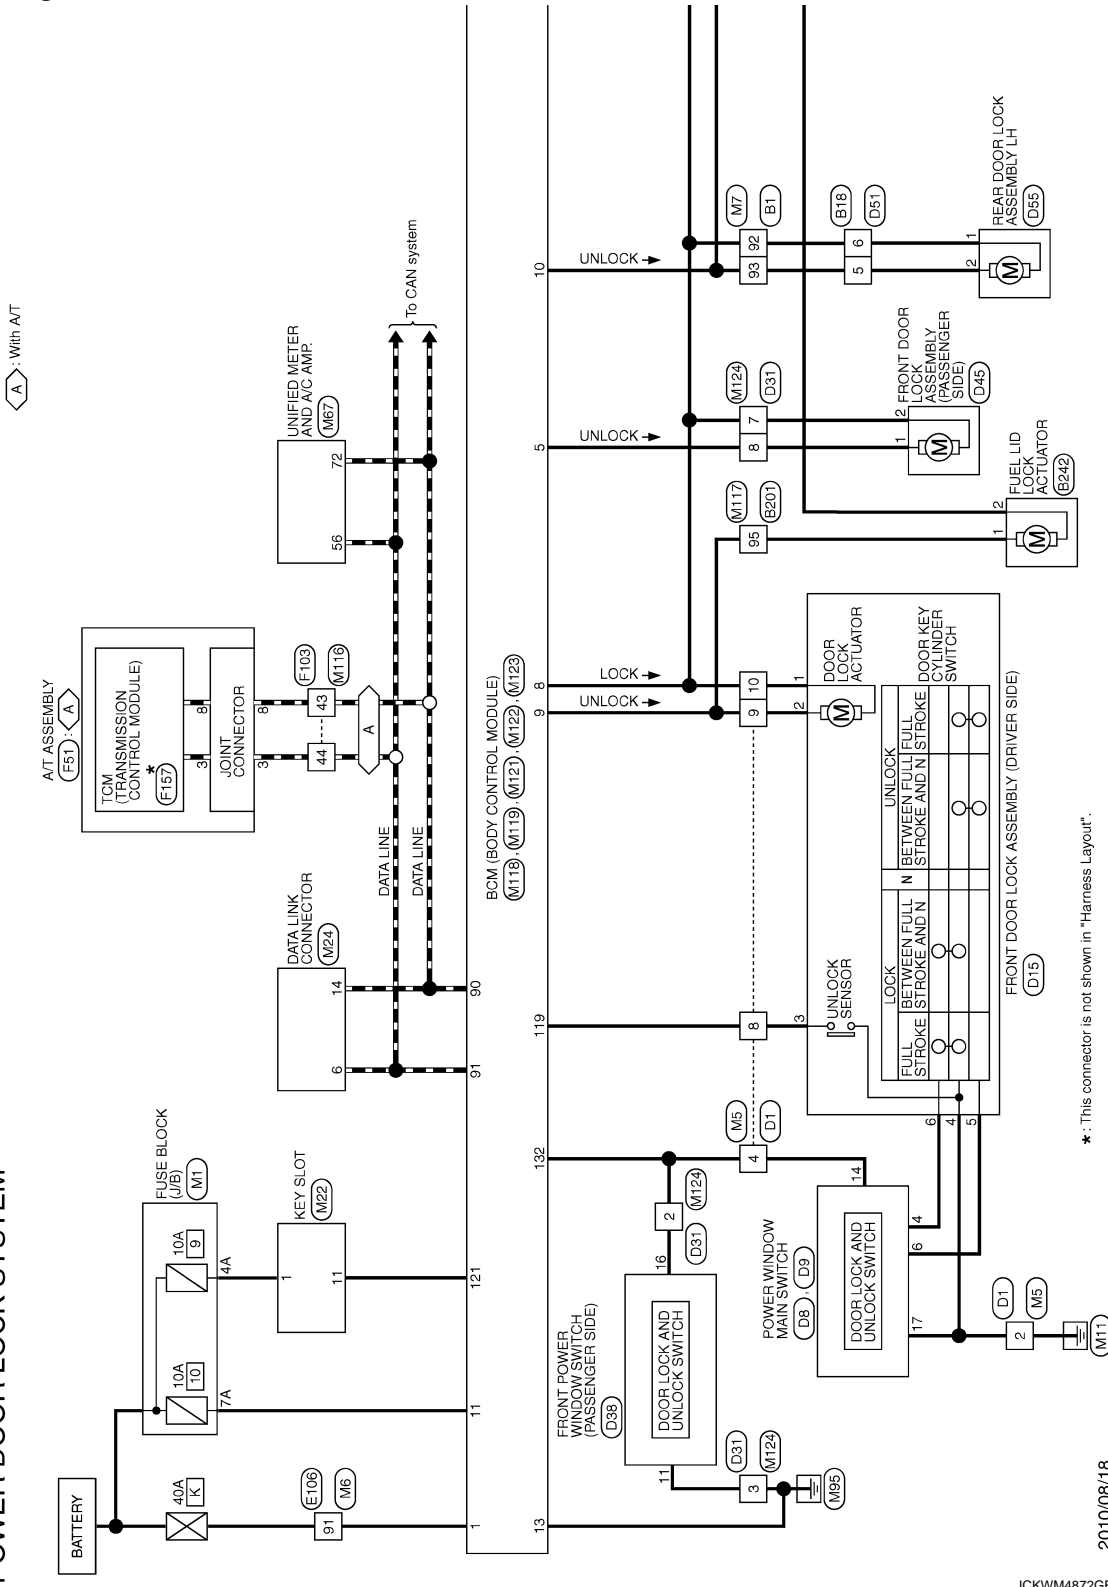 POWER DOOR LOCK SYSTEM
A : With A/T
BATTERY
40A
K
E106
91
M6
1
FUSE BLOCK
(J/B)
M1
10A
10
7A
11
10A
9
4A
KEY SLOT
M22
1
11
121
DATA LINK
CONNECTOR
M24
6
14
91
90
DATA LINE
DATA LINE
A/T ASSEMBLY
F51 : A
TCM
(TRANSMISSION
CONTROL MODULE)
* F157
3
8
JOINT
CONNECTOR
3
8
44
43
F103
M116
A
UNIFIED METER
AND A/C AMP.
M67
56
72
To CAN system
BCM (BODY CONTROL MODULE)
M118 , M119 , M121 , M122 , M123
13
132
119
9
8
5
10
UNLOCK
LOCK
UNLOCK
UNLOCK
FRONT POWER
WINDOW SWITCH
(PASSENGER SIDE)
D38
DOOR LOCK AND
UNLOCK SWITCH
11
16
D31
2
M124
3
D31
M124
M95
POWER WINDOW
MAIN SWITCH
D8 , D9
DOOR LOCK AND
UNLOCK SWITCH
14
17
6
4
2
D1
M5
M11
4
M5
D1
8
9
10
3
2
1
UNLOCK
SENSOR
DOOR
LOCK
ACTUATOR
M
LOCK
N
UNLOCK
FULL
STROKE
BETWEEN FULL
STROKE AND N
BETWEEN FULL
STROKE AND N
FULL
STROKE
DOOR KEY
CYLINDER
SWITCH
6
4
5
FRONT DOOR LOCK ASSEMBLY (DRIVER SIDE)
D15
95
M117
B201
1
2
M
FUEL LID
LOCK
ACTUATOR
B242
8
7
M124
D31
1
2
M
FRONT DOOR
LOCK
ASSEMBLY
(PASSENGER
SIDE)
D45
93
92
M7
B1
5
6
B18
D51
2
1
M
REAR DOOR LOCK
ASSEMBLY LH
D55
* : This connector is not shown in "Harness Layout".
2010/08/18